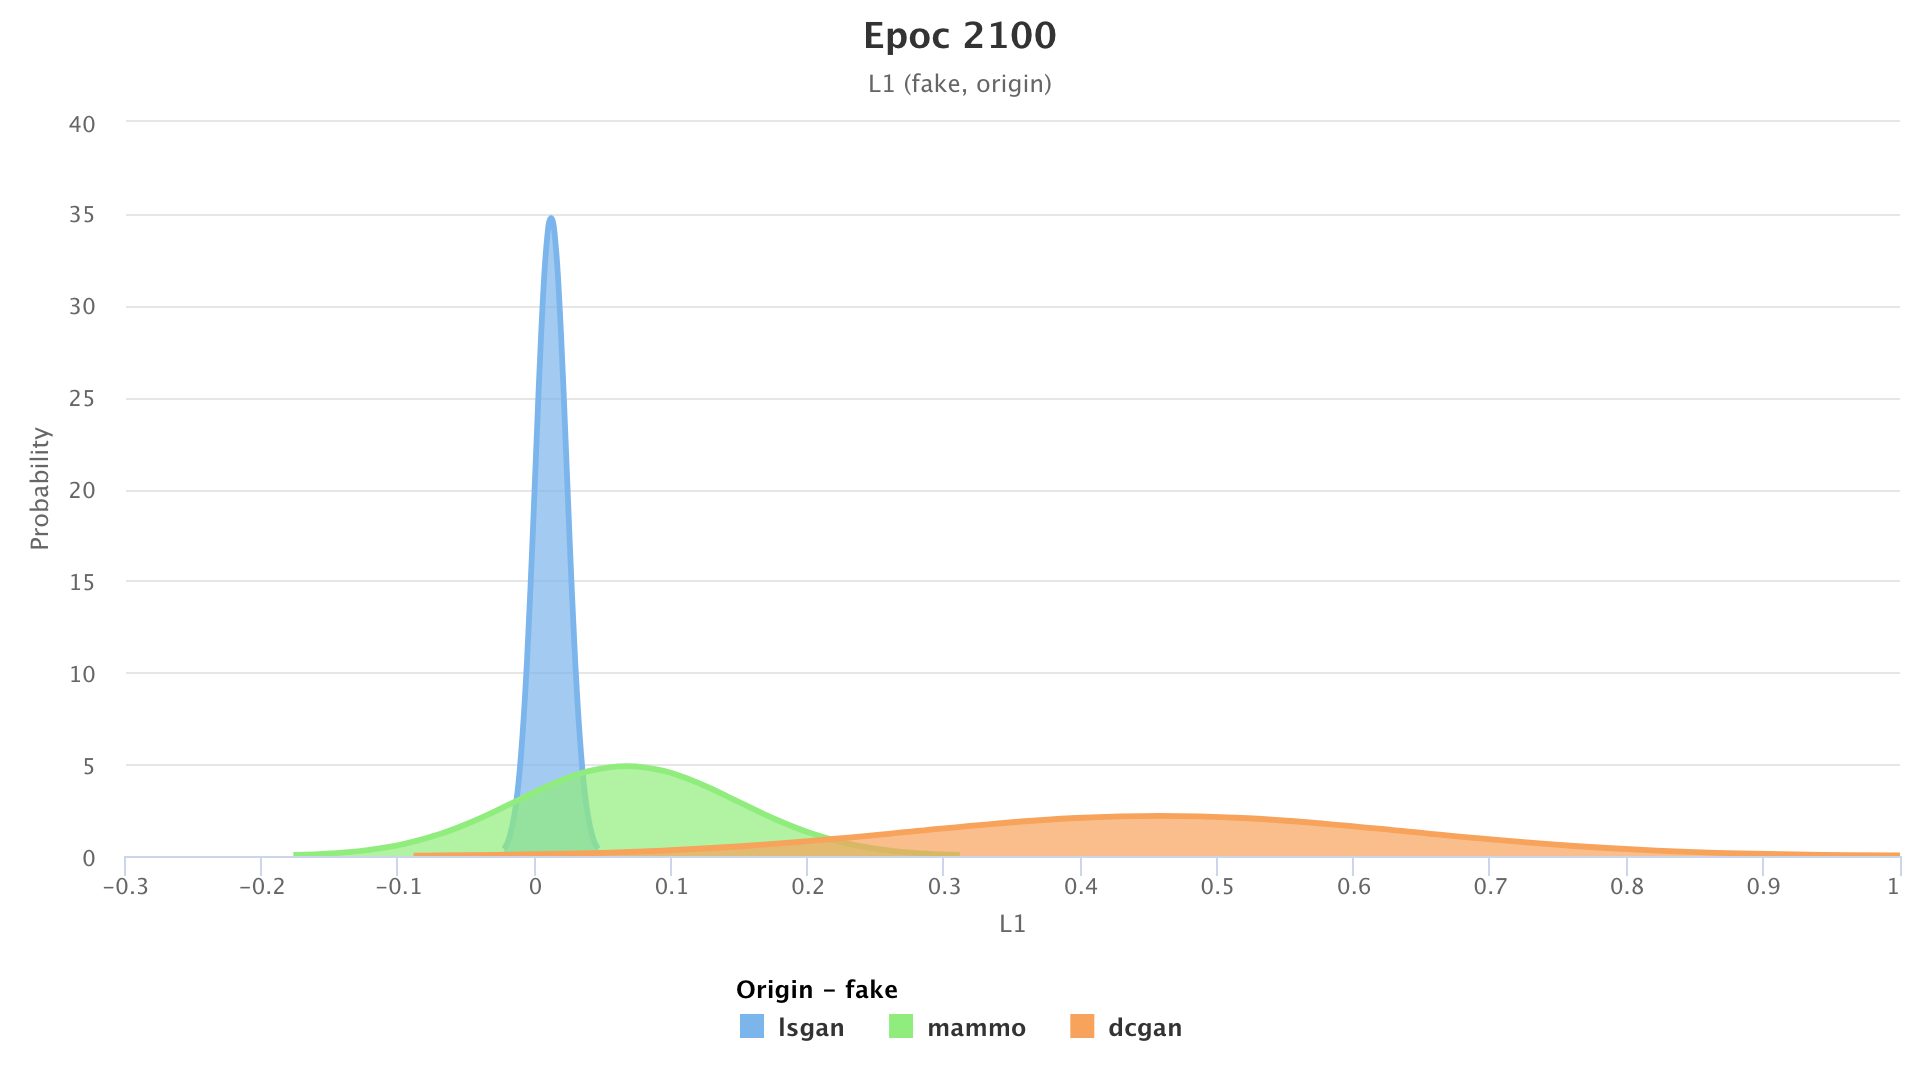 Epoc 2100
L1 (fake, origin)
40
35
30
25
20
15
10
5
0
Probability
−0.3 −0.2 −0.1 0 0.1 0.2 0.3 0.4 0.5 0.6 0.7 0.8 0.9 1
L1
Origin − fake
lsgan mammo dcgan